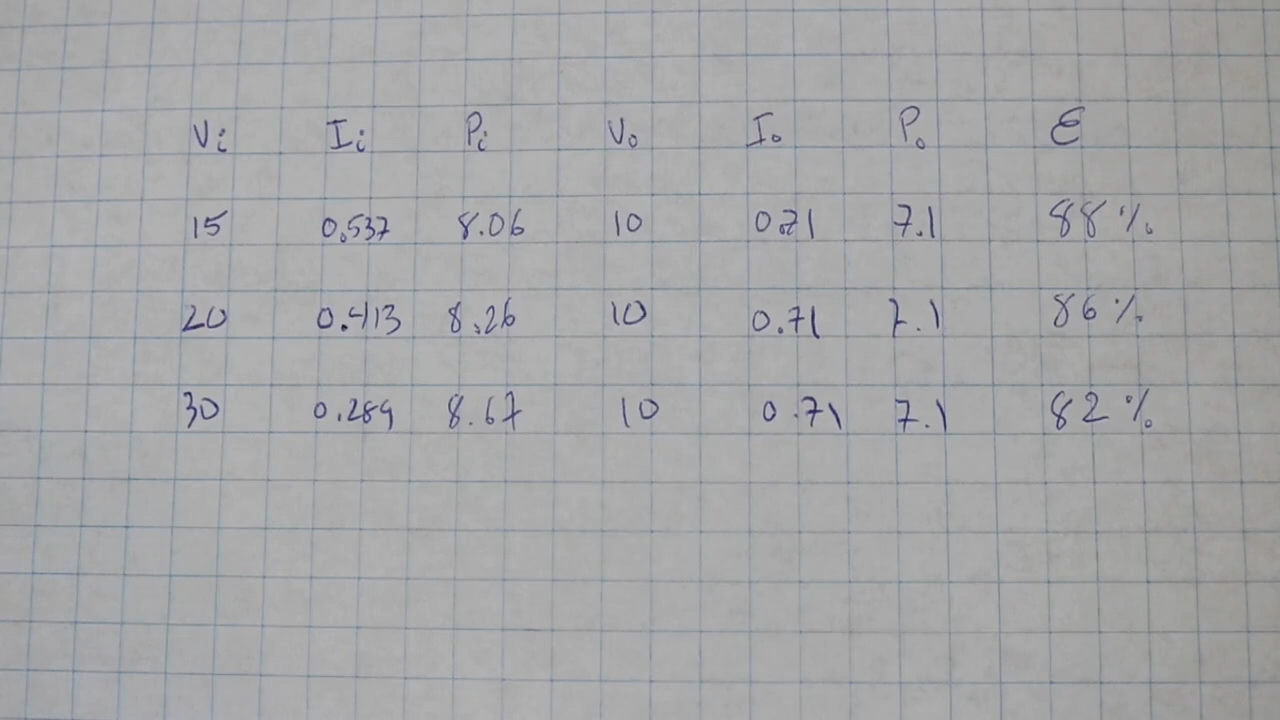 Vi Ii Pi Vo Io Po E
15 0.537 8.06 10 0.71 7.1 88%
20 0.413 8.26 10 0.71 7.1 86%
30 0.289 8.67 10 0.71 7.1 82%